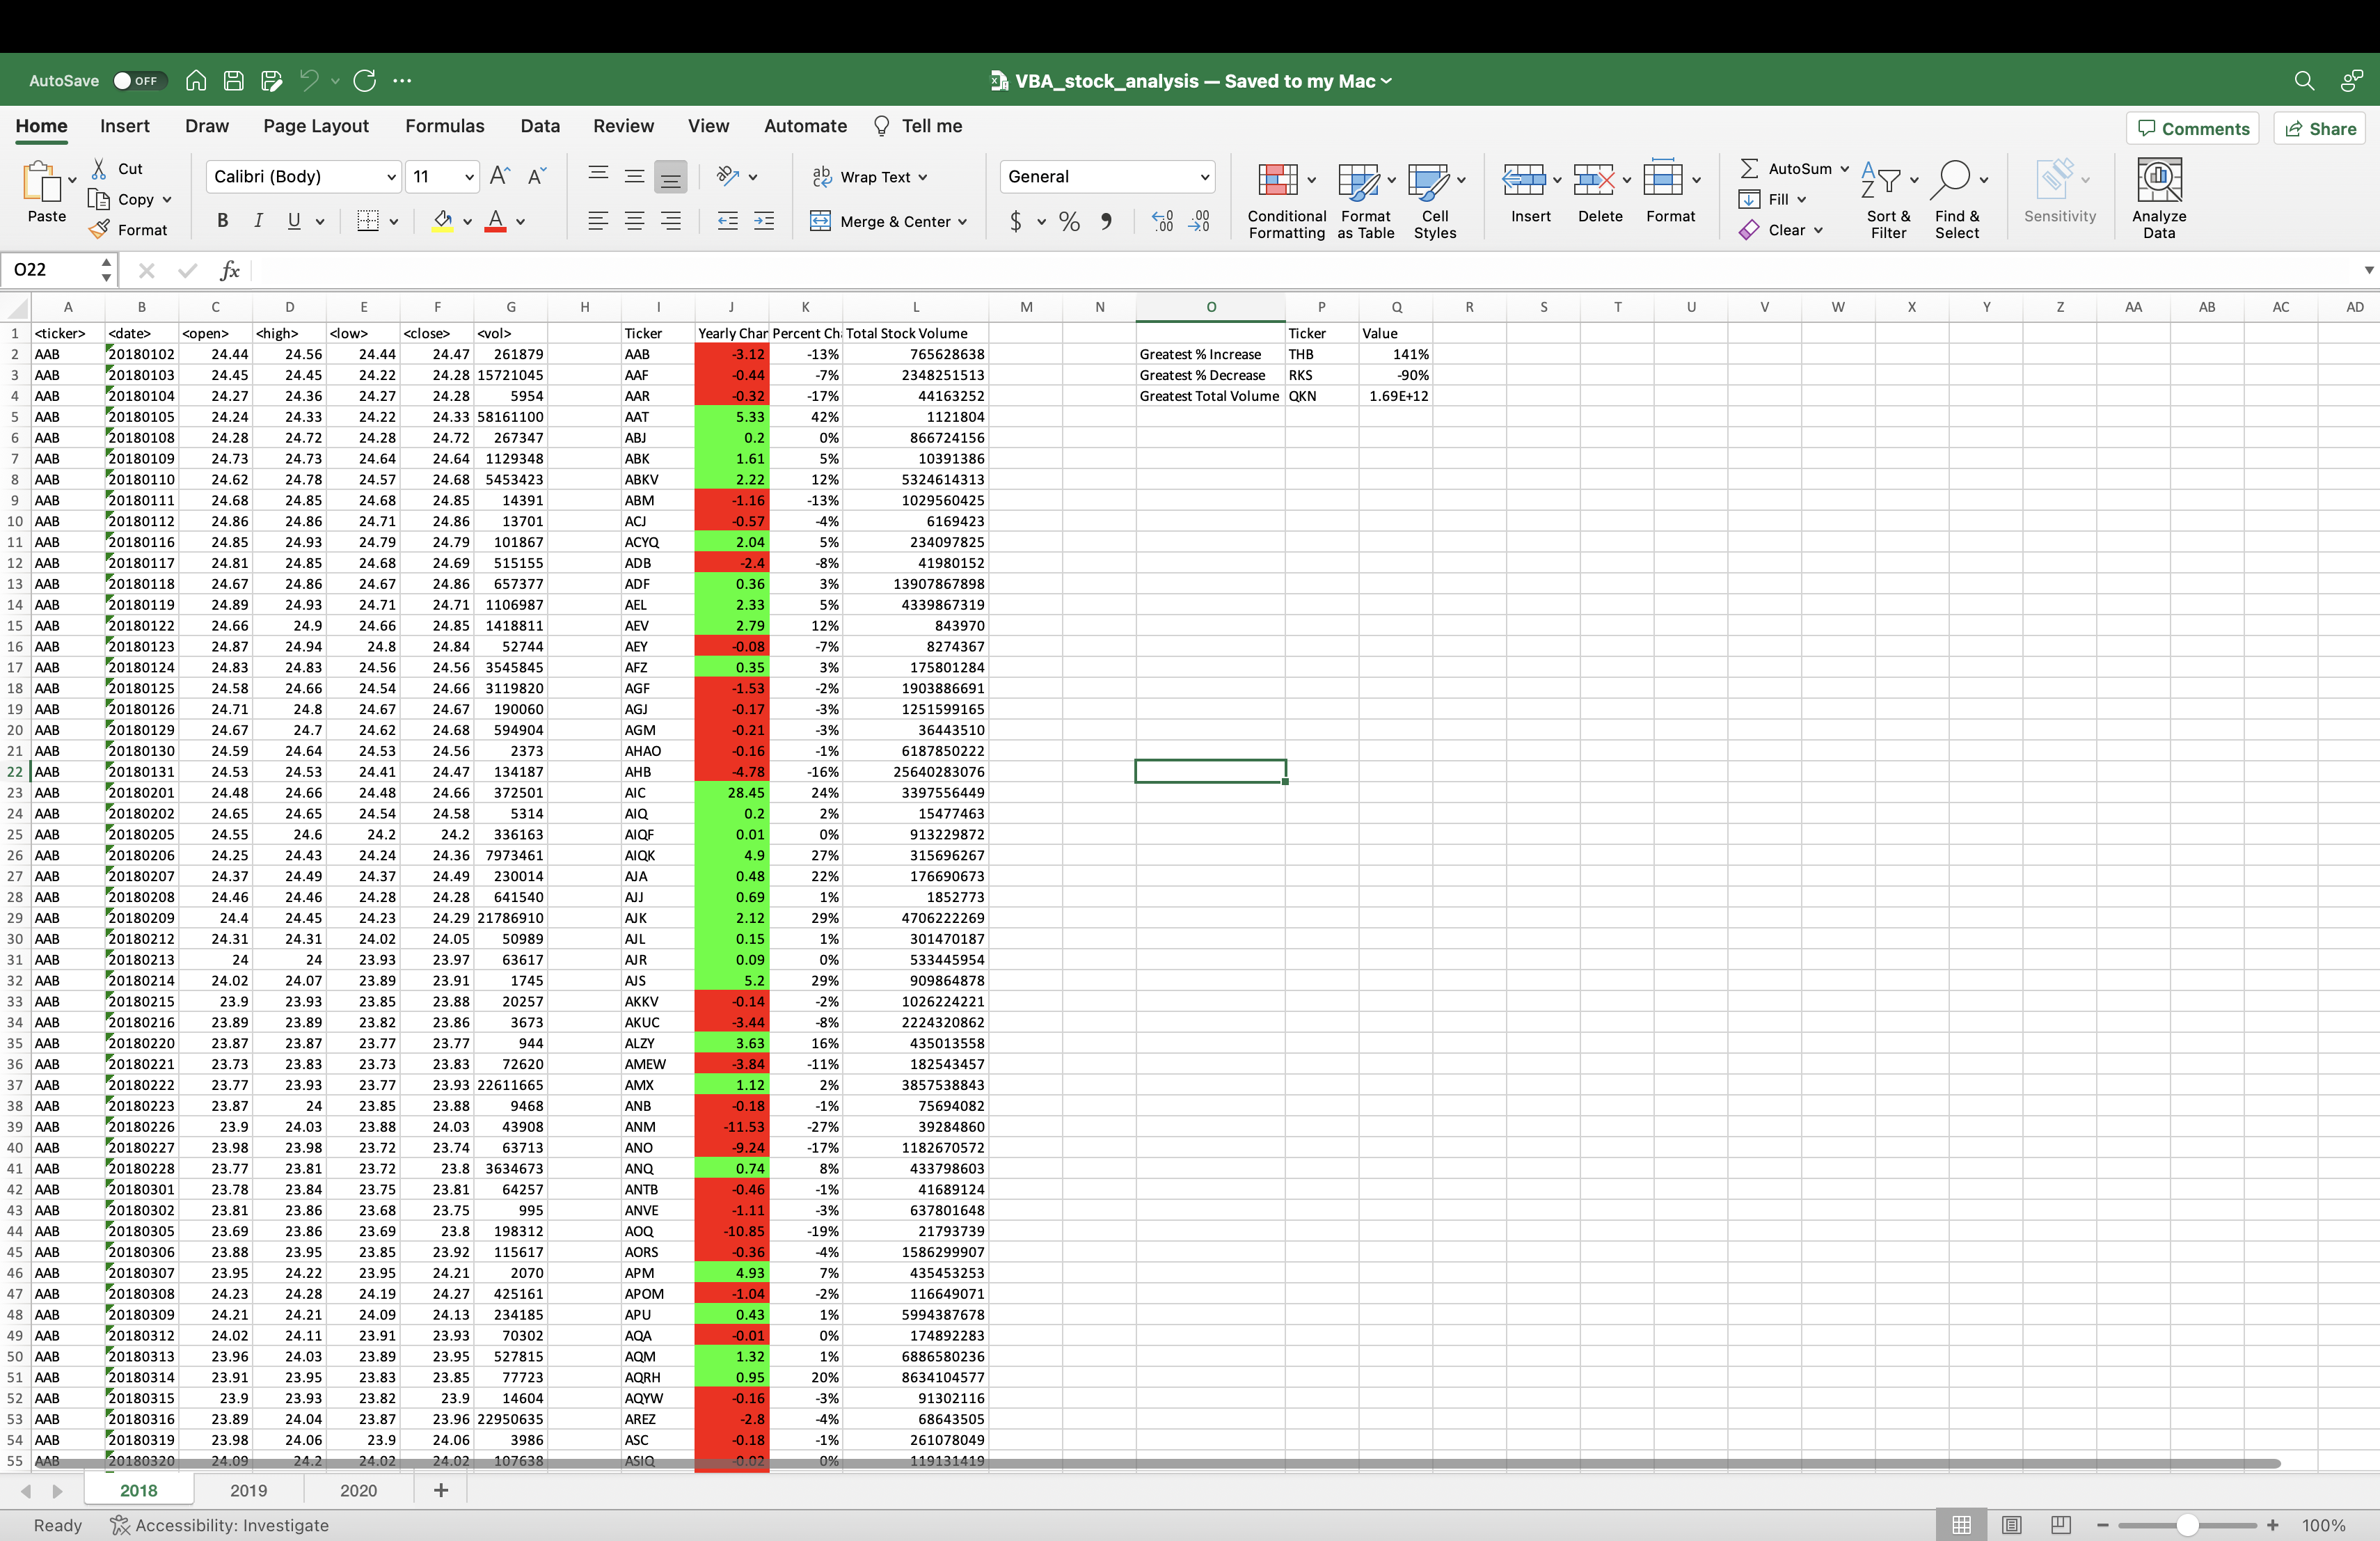 AutoSave OFF VBA_stock_analysis — Saved to my Mac
Home Insert Draw Page Layout Formulas Data Review View Automate Tell me Comments Share
Paste Cut Copy Format Calibri (Body) 11 A^ Aˇ B I U A Wrap Text Merge & Center General $ % Conditional Formatting Format as Table Cell Styles Insert Delete Format AutoSum Fill Clear Sort & Filter Find & Select Sensitivity Analyze Data
O22 fx
A B C D E F G H I J K L M N O P Q R S T U V W X Y Z AA AB AC AD
1 <ticker> <date> <open> <high> <low> <close> <vol> Ticker Yearly Char Percent Ch Total Stock Volume Ticker Value
2 AAB 20180102 24.44 24.56 24.44 24.47 261879 AAB -3.12 -13% 765628638 Greatest % Increase THB 141%
3 AAB 20180103 24.45 24.45 24.22 24.28 15721045 AAF -0.44 -7% 2348251513 Greatest % Decrease RKS -90%
4 AAB 20180104 24.27 24.36 24.27 24.28 5954 AAR -0.32 -17% 44163252 Greatest Total Volume QKN 1.69E+12
5 AAB 20180105 24.24 24.33 24.22 24.33 58161100 AAT 5.33 42% 1121804
6 AAB 20180108 24.28 24.72 24.28 24.72 267347 ABJ 0.2 0% 866724156
7 AAB 20180109 24.73 24.73 24.64 24.64 1129348 ABK 1.61 5% 10391386
8 AAB 20180110 24.62 24.78 24.57 24.68 5453423 ABKV 2.22 12% 5324614313
9 AAB 20180111 24.68 24.85 24.68 24.85 14391 ABM -1.16 -13% 1029560425
10 AAB 20180112 24.86 24.86 24.71 24.86 13701 ACJ -0.57 -4% 6169423
11 AAB 20180116 24.85 24.93 24.79 24.79 101867 ACYQ 2.04 5% 234097825
12 AAB 20180117 24.81 24.85 24.68 24.69 515155 ADB -2.4 -8% 41980152
13 AAB 20180118 24.67 24.86 24.67 24.86 657377 ADF 0.36 3% 13907867898
14 AAB 20180119 24.89 24.93 24.71 24.71 1106987 AEL 2.33 5% 4339867319
15 AAB 20180122 24.66 24.9 24.66 24.85 1418811 AEV 2.79 12% 843970
16 AAB 20180123 24.87 24.94 24.8 24.84 52744 AEY -0.08 -7% 8274367
17 AAB 20180124 24.83 24.83 24.56 24.56 3545845 AFZ 0.35 3% 175801284
18 AAB 20180125 24.58 24.66 24.54 24.66 3119820 AGF -1.53 -2% 1903886691
19 AAB 20180126 24.71 24.8 24.67 24.67 190060 AGJ -0.17 -3% 1251599165
20 AAB 20180129 24.67 24.7 24.62 24.68 594904 AGM -0.21 -3% 36443510
21 AAB 20180130 24.59 24.64 24.53 24.56 2373 AHAO -0.16 -1% 6187850222
22 AAB 20180131 24.53 24.53 24.41 24.47 134187 AHB -4.78 -16% 25640283076
23 AAB 20180201 24.48 24.66 24.48 24.66 372501 AIC 28.45 24% 3397556449
24 AAB 20180202 24.65 24.65 24.54 24.58 5314 AIQ 0.2 2% 15477463
25 AAB 20180205 24.55 24.6 24.2 24.2 336163 AIQF 0.01 0% 913229872
26 AAB 20180206 24.25 24.43 24.24 24.36 7973461 AIQK 4.9 27% 315696267
27 AAB 20180207 24.37 24.49 24.37 24.49 230014 AJA 0.48 22% 176690673
28 AAB 20180208 24.46 24.46 24.28 24.28 641540 AJJ 0.69 1% 1852773
29 AAB 20180209 24.4 24.45 24.23 24.29 21786910 AJK 2.12 29% 4706222269
30 AAB 20180212 24.31 24.31 24.02 24.05 50989 AJL 0.15 1% 301470187
31 AAB 20180213 24 24 23.93 23.97 63617 AJR 0.09 0% 533445954
32 AAB 20180214 24.02 24.07 23.89 23.91 1745 AJS 5.2 29% 909864878
33 AAB 20180215 23.9 23.93 23.85 23.88 20257 AKKV -0.14 -2% 1026224221
34 AAB 20180216 23.89 23.89 23.82 23.86 3673 AKUC -3.44 -8% 2224320862
35 AAB 20180220 23.87 23.87 23.77 23.77 944 ALZY 3.63 16% 435013558
36 AAB 20180221 23.73 23.83 23.73 23.83 72620 AMEW -3.84 -11% 182543457
37 AAB 20180222 23.77 23.93 23.77 23.93 22611665 AMX 1.12 2% 3857538843
38 AAB 20180223 23.87 24 23.85 23.88 9468 ANB -0.18 -1% 75694082
39 AAB 20180226 23.9 24.03 23.88 24.03 43908 ANM -11.53 -27% 39284860
40 AAB 20180227 23.98 23.98 23.72 23.74 63713 ANO -9.24 -17% 1182670572
41 AAB 20180228 23.77 23.81 23.72 23.8 3634673 ANQ 0.74 8% 433798603
42 AAB 20180301 23.78 23.84 23.75 23.81 64257 ANTB -0.46 -1% 41689124
43 AAB 20180302 23.81 23.86 23.68 23.75 995 ANVE -1.11 -3% 637801648
44 AAB 20180305 23.69 23.86 23.69 23.8 198312 AOQ -10.85 -19% 21793739
45 AAB 20180306 23.88 23.95 23.85 23.92 115617 AORS -0.36 -4% 1586299907
46 AAB 20180307 23.95 24.22 23.95 24.21 2070 APM 4.93 7% 435453253
47 AAB 20180308 24.23 24.28 24.19 24.27 425161 APOM -1.04 -2% 116649071
48 AAB 20180309 24.21 24.21 24.09 24.13 234185 APU 0.43 1% 5994387678
49 AAB 20180312 24.02 24.11 23.91 23.93 70302 AQA -0.01 0% 174892283
50 AAB 20180313 23.96 24.03 23.89 23.95 527815 AQM 1.32 1% 6886580236
51 AAB 20180314 23.91 23.95 23.83 23.85 77723 AQRH 0.95 20% 8634104577
52 AAB 20180315 23.9 23.93 23.82 23.9 14604 AQYW -0.16 -3% 91302116
53 AAB 20180316 23.89 24.04 23.87 23.96 22950635 AREZ -2.8 -4% 68643505
54 AAB 20180319 23.98 24.06 23.9 24.06 3986 ASC -0.18 -1% 261078049
55 AAB 20180320 24.09 24.2 24.02 24.02 107638 ASIQ -0.02 0% 119131419
2018 2019 2020 +
Ready Accessibility: Investigate 100%